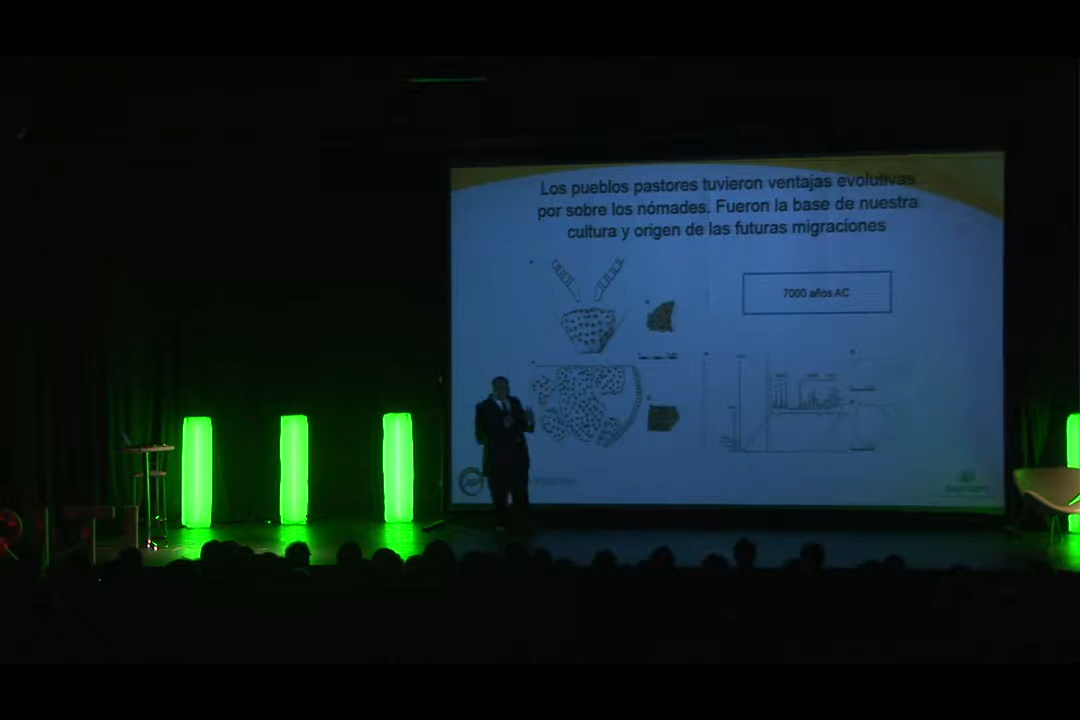 Los pueblos pastores tuvieron ventajas evolutivas
por sobre los nómades. Fueron la base de nuestra
cultura y origen de las futuras migraciones
7000 años AC